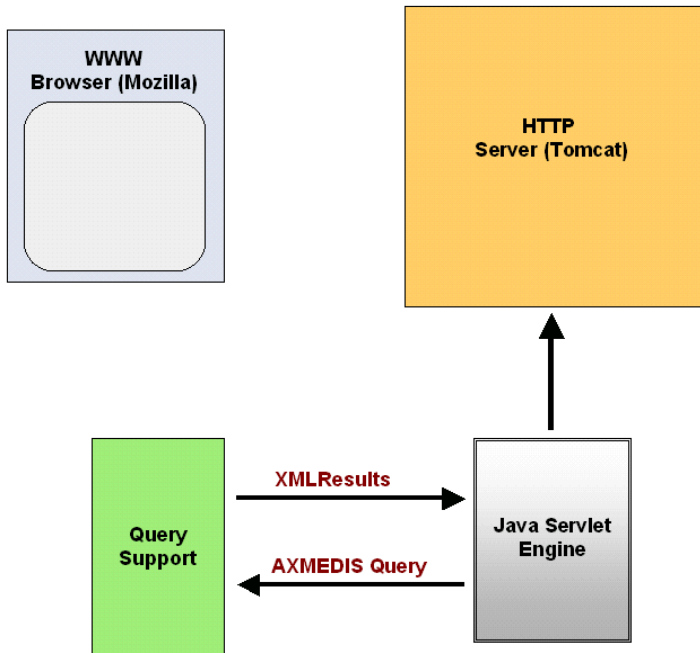 WWW
Browser (Mozilla)
HTTP
Server (Tomcat)
XMLResults
Query
Support
AXMEDIS Query
Java Servlet
Engine